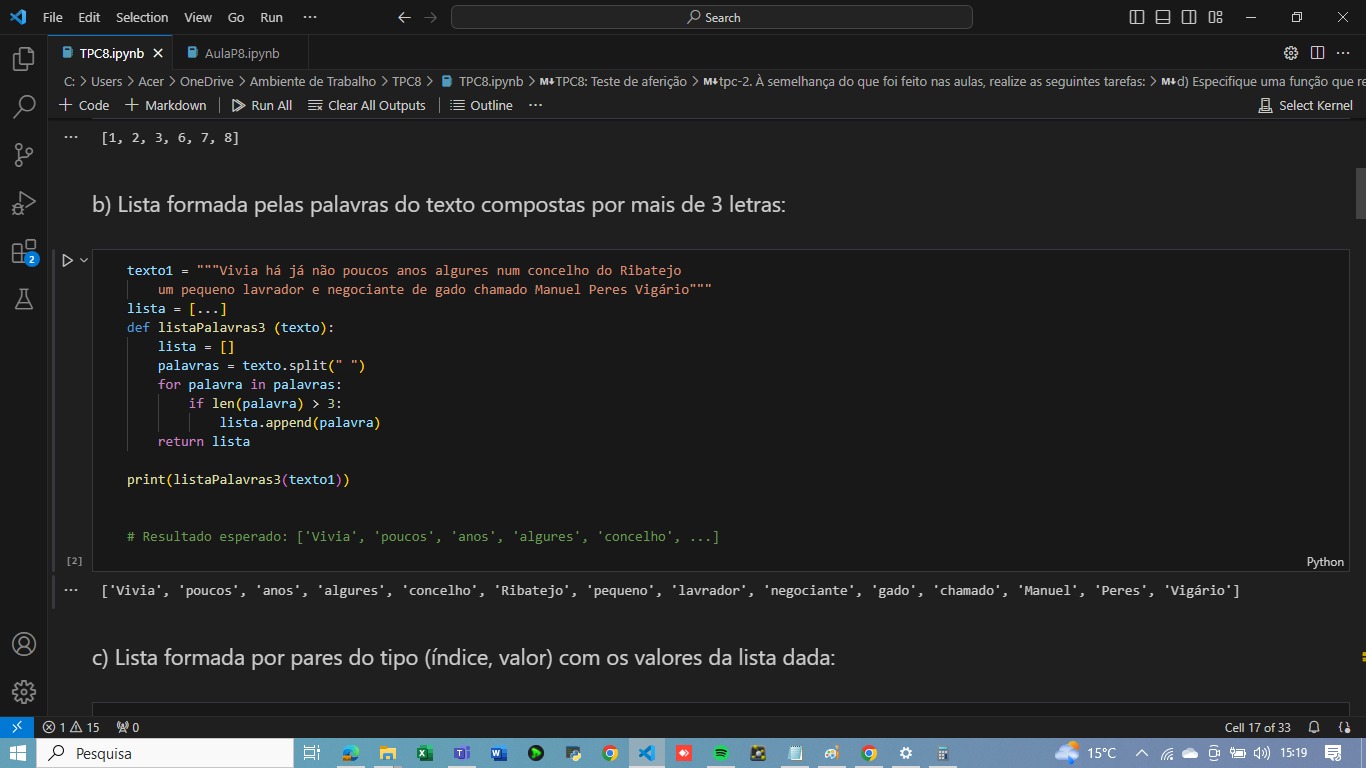 File Edit Selection View Go Run ··· Search
TPC8.ipynb AulaP8.ipynb
C: > Users > Acer > OneDrive > Ambiente de Trabalho > TPC8 > TPC8.ipynb > M↓TPC8: Teste de aferição > M↓tpc-2. À semelhança do que foi feito nas aulas, realize as seguintes tarefas: > M↓d) Especifique uma função que re
+ Code + Markdown Run All Clear All Outputs Outline ··· Select Kernel
··· [1, 2, 3, 6, 7, 8]
b) Lista formada pelas palavras do texto compostas por mais de 3 letras:
texto1 = """Vivia há já não poucos anos algures num concelho do Ribatejo
    um pequeno lavrador e negociante de gado chamado Manuel Peres Vigário"""
lista = [...]
def listaPalavras3 (texto):
    lista = []
    palavras = texto.split(" ")
    for palavra in palavras:
        if len(palavra) > 3:
            lista.append(palavra)
    return lista
print(listaPalavras3(texto1))
# Resultado esperado: ['Vivia', 'poucos', 'anos', 'algures', 'concelho', ...]
[2] Python
··· ['Vivia', 'poucos', 'anos', 'algures', 'concelho', 'Ribatejo', 'pequeno', 'lavrador', 'negociante', 'gado', 'chamado', 'Manuel', 'Peres', 'Vigário']
c) Lista formada por pares do tipo (índice, valor) com os valores da lista dada:
2
1 15 0 Cell 17 of 33
Pesquisa 15°C 15:19